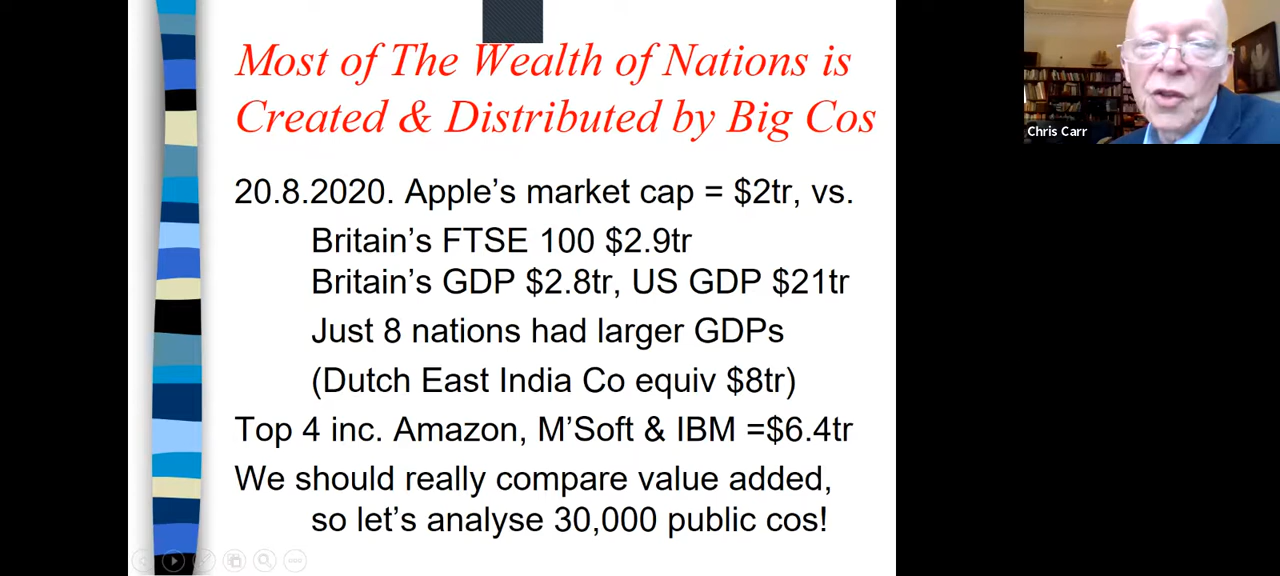 Most of The Wealth of Nations is
Created & Distributed by Big Cos
20.8.2020. Apple’s market cap = $2tr, vs.
Britain’s FTSE 100 $2.9tr
Britain’s GDP $2.8tr, US GDP $21tr
Just 8 nations had larger GDPs
(Dutch East India Co equiv $8tr)
Top 4 inc. Amazon, M’Soft & IBM =$6.4tr
We should really compare value added,
so let’s analyse 30,000 public cos!
Chris Carr